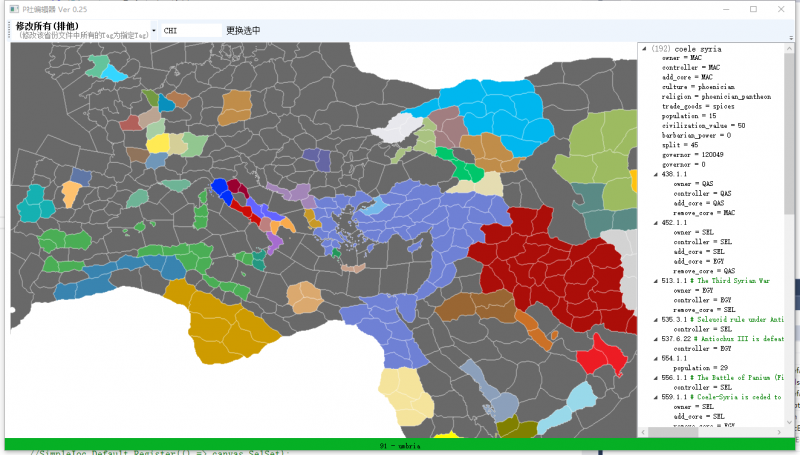 P社编辑器 Ver 0.25
修改所有(排他)
(修改该省份文件中所有的Tag为指定Tag)
CHI
更换选中
(192) coele syria
owner = MAC
controller = MAC
add_core = MAC
culture = phoenician
religion = phoenician_pantheon
trade_goods = spices
population = 15
civilization_value = 50
barbarian_power = 0
split = 45
governor = 120049
governor = 0
438.1.1
owner = QAS
controller = QAS
add_core = QAS
remove_core = MAC
452.1.1
owner = SEL
controller = SEL
add_core = SEL
add_core = EGY
remove_core = QAS
513.1.1 # The Third Syrian War
owner = EGY
controller = EGY
remove_core = SEL
535.3.1 # Seleucid rule under Anti
controller = SEL
537.6.22 # Antiochus III is defeat
controller = EGY
554.1.1
population = 29
556.1.1 # The Battle of Panium (Fi
controller = SEL
559.1.1 # Coele-Syria is ceded to
owner = SEL
add_core = SEL
remove_core = EGY
91 - umbria
//SimpleIoc.Default.Register(() => canvas.SelSet);